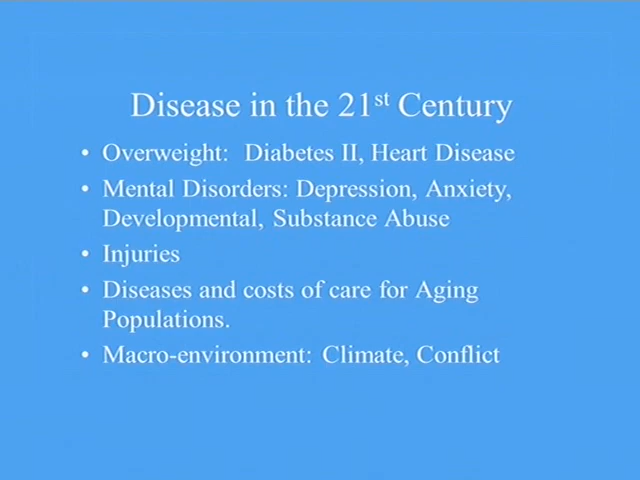 Disease in the 21st Century
• Overweight:  Diabetes II, Heart Disease
• Mental Disorders: Depression, Anxiety,
Developmental, Substance Abuse
• Injuries
• Diseases and costs of care for Aging
Populations.
• Macro-environment: Climate, Conflict